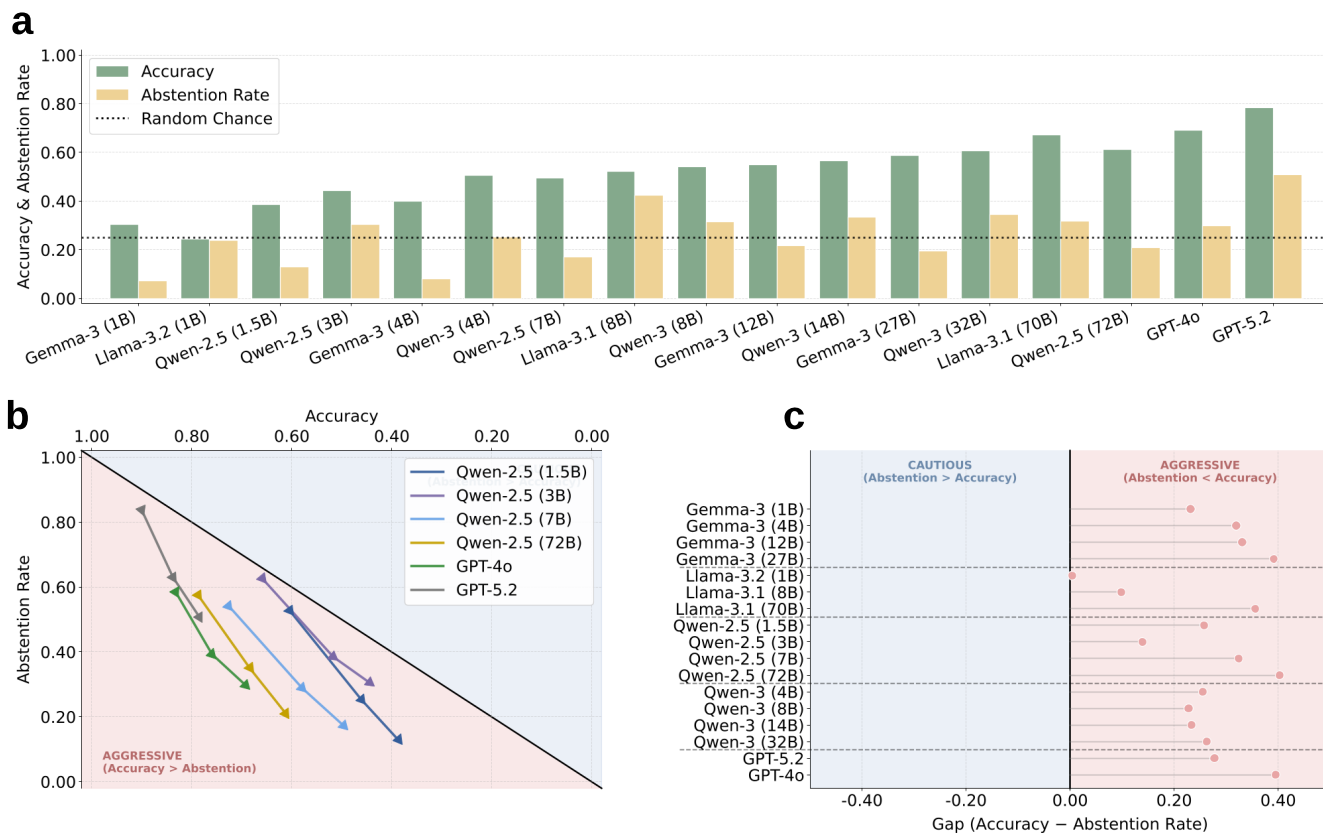 a
Accuracy & Abstention Rate
1.00
0.80
0.60
0.40
0.20
0.00
Accuracy
Abstention Rate
Random Chance
Gemma-3 (1B)
Llama-3.2 (1B)
Qwen-2.5 (1.5B)
Qwen-2.5 (3B)
Gemma-3 (4B)
Qwen-3 (4B)
Qwen-2.5 (7B)
Llama-3.1 (8B)
Qwen-3 (8B)
Gemma-3 (12B)
Qwen-3 (14B)
Gemma-3 (27B)
Qwen-3 (32B)
Llama-3.1 (70B)
Qwen-2.5 (72B)
GPT-4o
GPT-5.2
b
Accuracy
1.00 0.80 0.60 0.40 0.20 0.00
Abstention Rate
1.00
0.80
0.60
0.40
0.20
0.00
Qwen-2.5 (1.5B)
(Abstention > Accuracy)
Qwen-2.5 (3B)
Qwen-2.5 (7B)
Qwen-2.5 (72B)
GPT-4o
GPT-5.2
AGGRESSIVE
(Accuracy > Abstention)
c
CAUTIOUS
(Abstention > Accuracy)
AGGRESSIVE
(Abstention < Accuracy)
Gemma-3 (1B)
Gemma-3 (4B)
Gemma-3 (12B)
Gemma-3 (27B)
Llama-3.2 (1B)
Llama-3.1 (8B)
Llama-3.1 (70B)
Qwen-2.5 (1.5B)
Qwen-2.5 (3B)
Qwen-2.5 (7B)
Qwen-2.5 (72B)
Qwen-3 (4B)
Qwen-3 (8B)
Qwen-3 (14B)
Qwen-3 (32B)
GPT-5.2
GPT-4o
-0.40 -0.20 0.00 0.20 0.40
Gap (Accuracy − Abstention Rate)